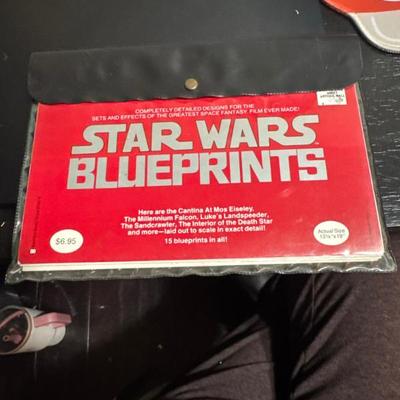 COMPLETELY DETAILED DESIGNS FOR THE
SETS AND EFFECTS OF THE GREATEST SPACE FANTASY FILM EVER MADE!
STAR WARS
BLUEPRINTS
Here are the Cantina At Mos Eiseley,
The Millennium Falcon, Luke's Landspeeder,
The Sandcrawler, The Interior of the Death Star
and more—laid out to scale in exact detail!
15 blueprints in all!
$6.95
Actual Size